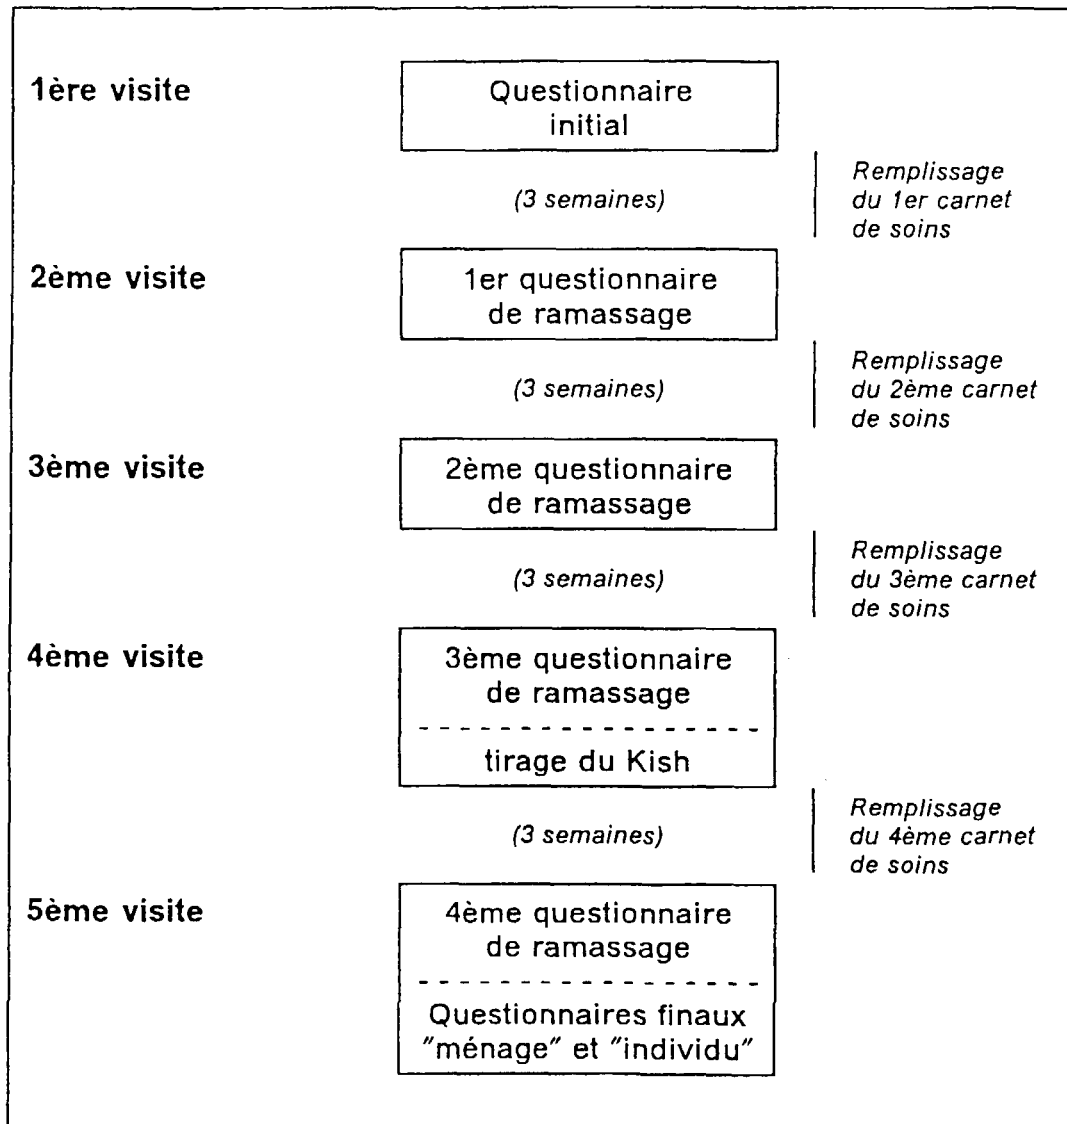 1ère visite
Questionnaire
initial
(3 semaines)
Remplissage
du 1er carnet
de soins
2ème visite
1er questionnaire
de ramassage
(3 semaines)
Remplissage
du 2ème carnet
de soins
3ème visite
2ème questionnaire
de ramassage
(3 semaines)
Remplissage
du 3ème carnet
de soins
4ème visite
3ème questionnaire
de ramassage
tirage du Kish
(3 semaines)
Remplissage
du 4ème carnet
de soins
5ème visite
4ème questionnaire
de ramassage
Questionnaires finaux
"ménage" et "individu"